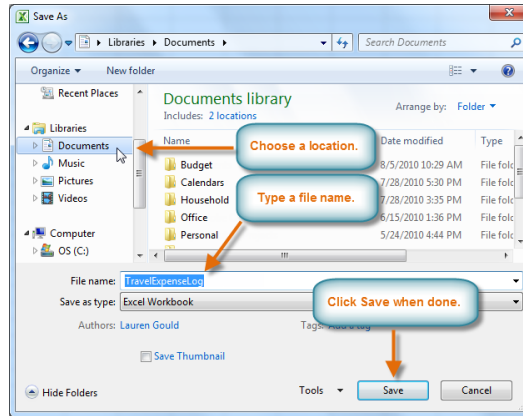 Save As
Libraries Documents
Search Documents
Organize New folder
Recent Places
Libraries
Documents
Music
Pictures
Videos
Computer
OS (C:)
Documents library
Includes: 2 locations
Arrange by: Folder
Name Date modified Type
Budget 8/5/2010 10:29 AM File fold
Calendars 7/28/2010 5:30 PM File fold
Household 7/28/2010 3:35 PM File fold
Office 6/15/2010 1:36 PM File fold
Personal 5/24/2010 4:44 PM File fold
Choose a location.
Type a file name.
File name: TravelExpenseLog
Save as type: Excel Workbook
Click Save when done.
Authors: Lauren Gould Tags: Add a tag
Save Thumbnail
Hide Folders Tools Save Cancel